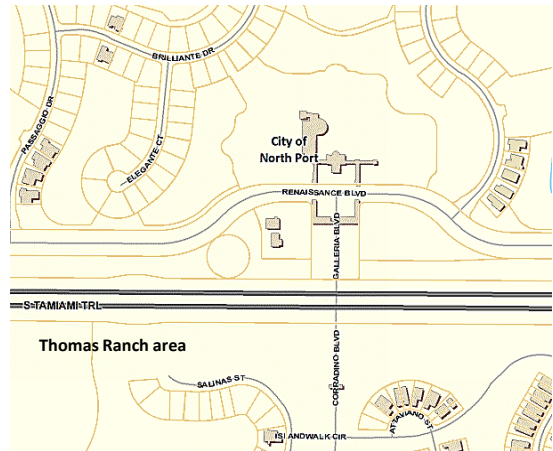 BRILLIANTE DR
PASSAGGIO DR
ELEGANTE CT
City of
North Port
RENAISSANCE BLVD
GALLERIA BLVD
S TAMIAMI TRL
Thomas Ranch area
CORRADINO BLVD
SALINAS ST
ATTAVIANO ST
ISLANDWALK CIR